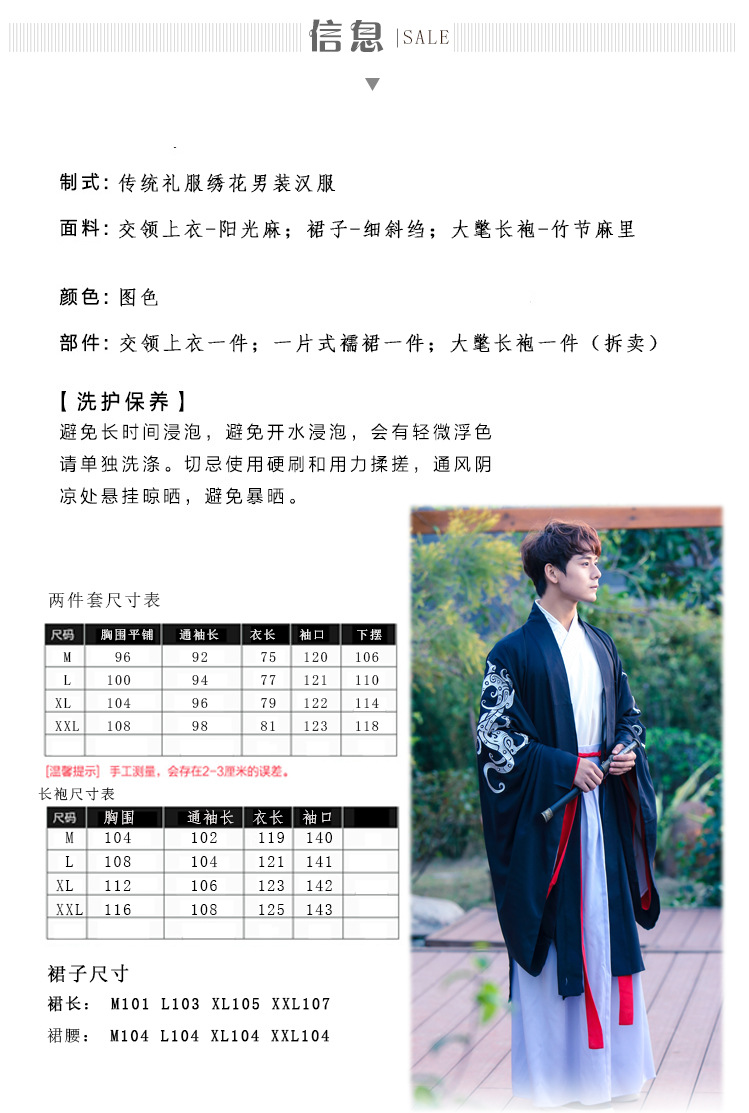 信息 |SALE
制式: 传统礼服绣花男装汉服
面料: 交领上衣-阳光麻；裙子-细斜绉；大氅长袍-竹节麻里
颜色: 图色
部件: 交领上衣一件；一片式襦裙一件；大氅长袍一件（拆卖）
【洗护保养】
避免长时间浸泡，避免开水浸泡，会有轻微浮色
请单独洗涤。切忌使用硬刷和用力揉搓，通风阴
凉处悬挂晾晒，避免暴晒。
两件套尺寸表
尺码 胸围平铺 通袖长 衣长 袖口 下摆
M 96 92 75 120 106
L 100 94 77 121 110
XL 104 96 79 122 114
XXL 108 98 81 123 118
[温馨提示] 手工测量，会存在2-3厘米的误差。
长袍尺寸表
尺码 胸围 通袖长 衣长 袖口
M 104 102 119 140
L 108 104 121 141
XL 112 106 123 142
XXL 116 108 125 143
裙子尺寸
裙长： M101 L103 XL105 XXL107
裙腰： M104 L104 XL104 XXL104